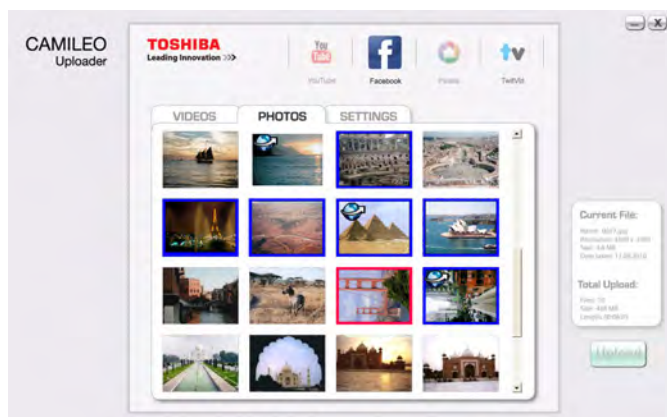 CAMILEO
Uploader
TOSHIBA
Leading Innovation >>>
You
Tube
YouTube
f
Facebook
Picasa
tv
TwitVid
VIDEOS
PHOTOS
SETTINGS
Current File:
Total Upload:
Upload